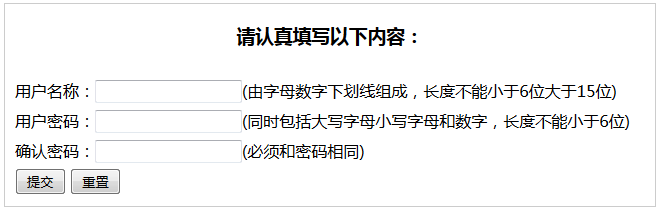 请认真填写以下内容：
用户名称：(由字母数字下划线组成，长度不能小于6位大于15位)
用户密码：(同时包括大写字母小写字母和数字，长度不能小于6位)
确认密码：(必须和密码相同)
提交 重置